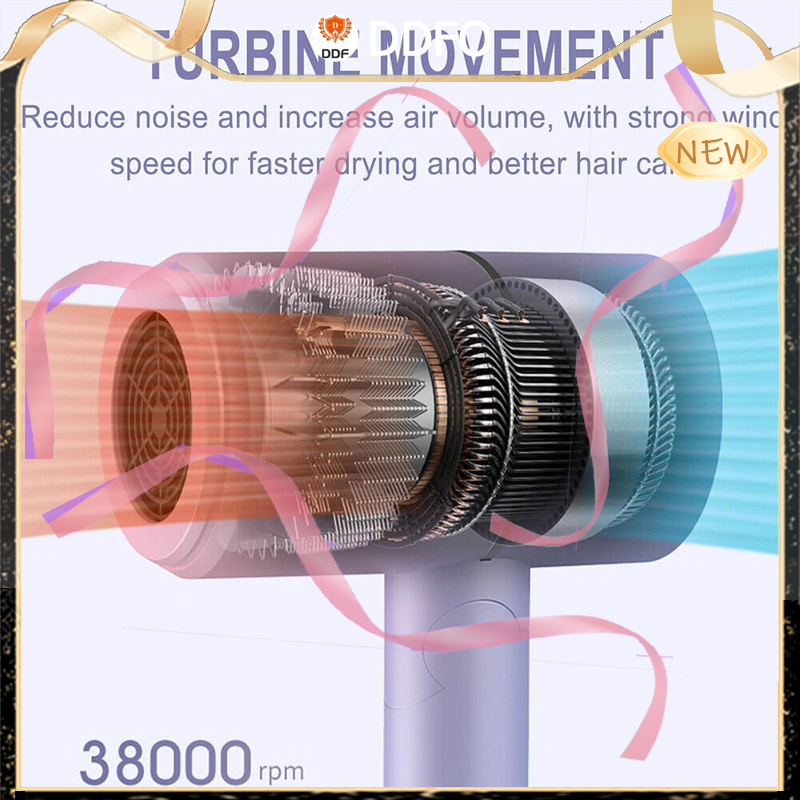 DDFO
DDF
TURBINE MOVEMENT
Reduce noise and increase air volume, with strong wind
speed for faster drying and better hair
NEW
38000 rpm